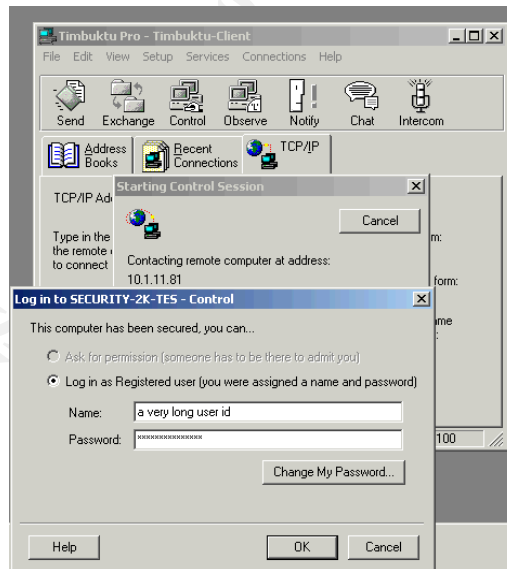 Timbuktu Pro - Timbuktu-Client
File Edit View Setup Services Connections Help
Send Exchange Control Observe Notify Chat Intercom
Address Books
Recent Connections
TCP/IP
TCP/IP Add
Starting Control Session
Cancel
Type in the
the remote
to connect
m:
form:
me
:
Contacting remote computer at address:
10.1.11.81
Log in to SECURITY-2K-TES - Control
This computer has been secured, you can...
Ask for permission (someone has to be there to admit you)
Log in as Registered user (you were assigned a name and password)
Name: a very long user id
Password: ***************
Change My Password...
100
Help OK Cancel